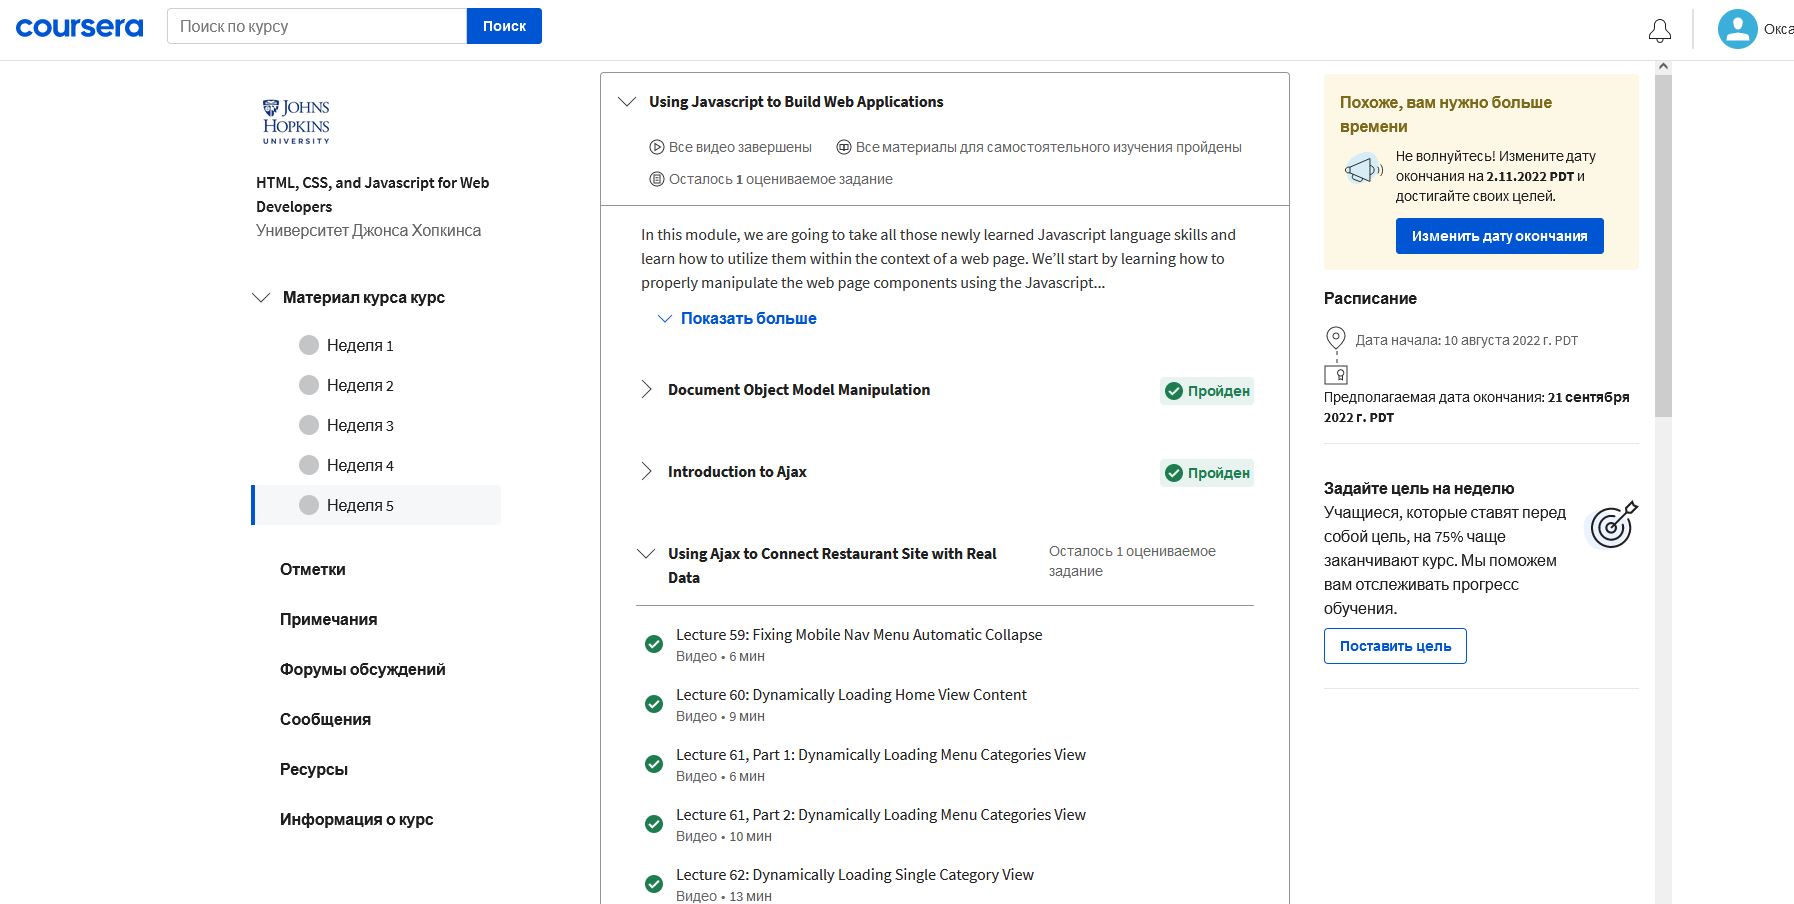 coursera
Поиск по курсу
Поиск
JOHNS
HOPKINS
UNIVERSITY
HTML, CSS, and Javascript for Web
Developers
Университет Джонса Хопкинса
Материал курса курс
Неделя 1
Неделя 2
Неделя 3
Неделя 4
Неделя 5
Отметки
Примечания
Форумы обсуждений
Сообщения
Ресурсы
Информация о курс
Using Javascript to Build Web Applications
Все видео завершены
Все материалы для самостоятельного изучения пройдены
Осталось 1 оцениваемое задание
In this module, we are going to take all those newly learned Javascript language skills and
learn how to utilize them within the context of a web page. We’ll start by learning how to
properly manipulate the web page components using the Javascript...
Показать больше
Document Object Model Manipulation
Пройден
Introduction to Ajax
Пройден
Using Ajax to Connect Restaurant Site with Real
Data
Осталось 1 оцениваемое
задание
Lecture 59: Fixing Mobile Nav Menu Automatic Collapse
Видео • 6 мин
Lecture 60: Dynamically Loading Home View Content
Видео • 9 мин
Lecture 61, Part 1: Dynamically Loading Menu Categories View
Видео • 6 мин
Lecture 61, Part 2: Dynamically Loading Menu Categories View
Видео • 10 мин
Lecture 62: Dynamically Loading Single Category View
Видео • 13 мин
Окса
Похоже, вам нужно больше
времени
Не волнуйтесь! Измените дату
окончания на 2.11.2022 PDT и
достигайте своих целей.
Изменить дату окончания
Расписание
Дата начала: 10 августа 2022 г. PDT
Предполагаемая дата окончания: 21 сентября
2022 г. PDT
Задайте цель на неделю
Учащиеся, которые ставят перед
собой цель, на 75% чаще
заканчивают курс. Мы поможем
вам отслеживать прогресс
обучения.
Поставить цель